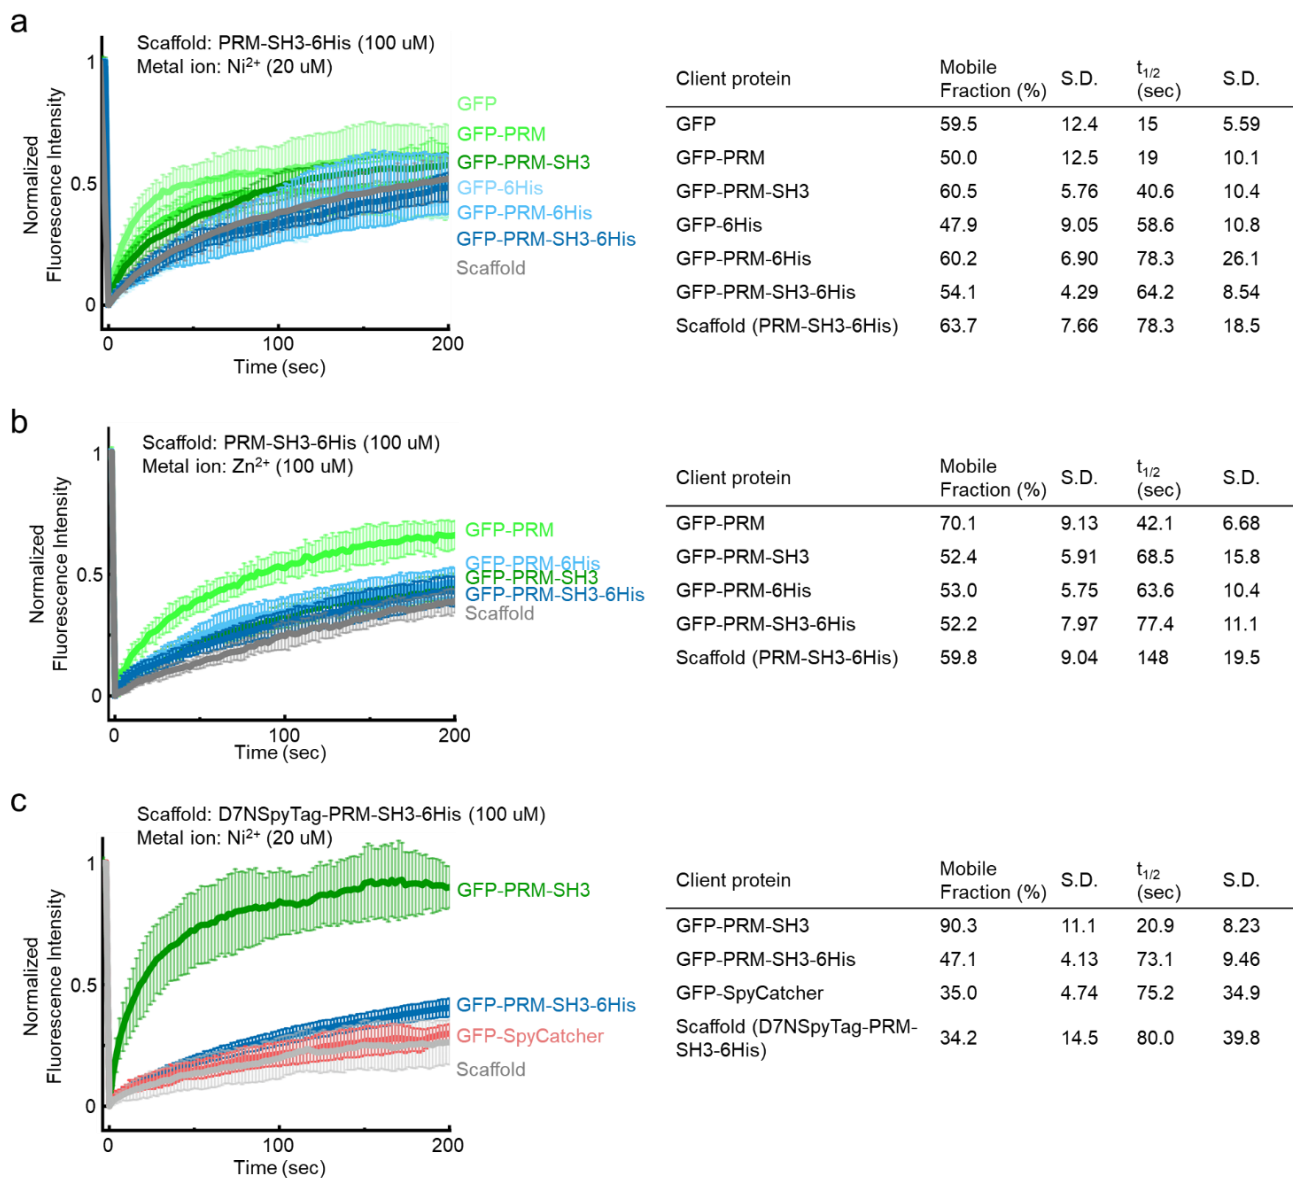 a
Scaffold: PRM-SH3-6His (100 uM)
Metal ion: Ni²⁺ (20 uM)
Normalized
Fluorescence Intensity
1
0.5
0
0
100
200
Time (sec)
GFP
GFP-PRM
GFP-PRM-SH3
GFP-6His
GFP-PRM-6His
GFP-PRM-SH3-6His
Scaffold
Client protein Mobile Fraction (%) S.D. t1/2 (sec) S.D.
GFP 59.5 12.4 15 5.59
GFP-PRM 50.0 12.5 19 10.1
GFP-PRM-SH3 60.5 5.76 40.6 10.4
GFP-6His 47.9 9.05 58.6 10.8
GFP-PRM-6His 60.2 6.90 78.3 26.1
GFP-PRM-SH3-6His 54.1 4.29 64.2 8.54
Scaffold (PRM-SH3-6His) 63.7 7.66 78.3 18.5
b
Scaffold: PRM-SH3-6His (100 uM)
Metal ion: Zn²⁺ (100 uM)
Normalized
Fluorescence Intensity
1
0.5
0
0
100
200
Time (sec)
GFP-PRM
GFP-PRM-6His
GFP-PRM-SH3
GFP-PRM-SH3-6His
Scaffold
Client protein Mobile Fraction (%) S.D. t1/2 (sec) S.D.
GFP-PRM 70.1 9.13 42.1 6.68
GFP-PRM-SH3 52.4 5.91 68.5 15.8
GFP-PRM-6His 53.0 5.75 63.6 10.4
GFP-PRM-SH3-6His 52.2 7.97 77.4 11.1
Scaffold (PRM-SH3-6His) 59.8 9.04 148 19.5
c
Scaffold: D7NSpyTag-PRM-SH3-6His (100 uM)
Metal ion: Ni²⁺ (20 uM)
Normalized
Fluorescence Intensity
1
0.5
0
0
100
200
Time (sec)
GFP-PRM-SH3
GFP-PRM-SH3-6His
GFP-SpyCatcher
Scaffold
Client protein Mobile Fraction (%) S.D. t1/2 (sec) S.D.
GFP-PRM-SH3 90.3 11.1 20.9 8.23
GFP-PRM-SH3-6His 47.1 4.13 73.1 9.46
GFP-SpyCatcher 35.0 4.74 75.2 34.9
Scaffold (D7NSpyTag-PRM-
SH3-6His) 34.2 14.5 80.0 39.8